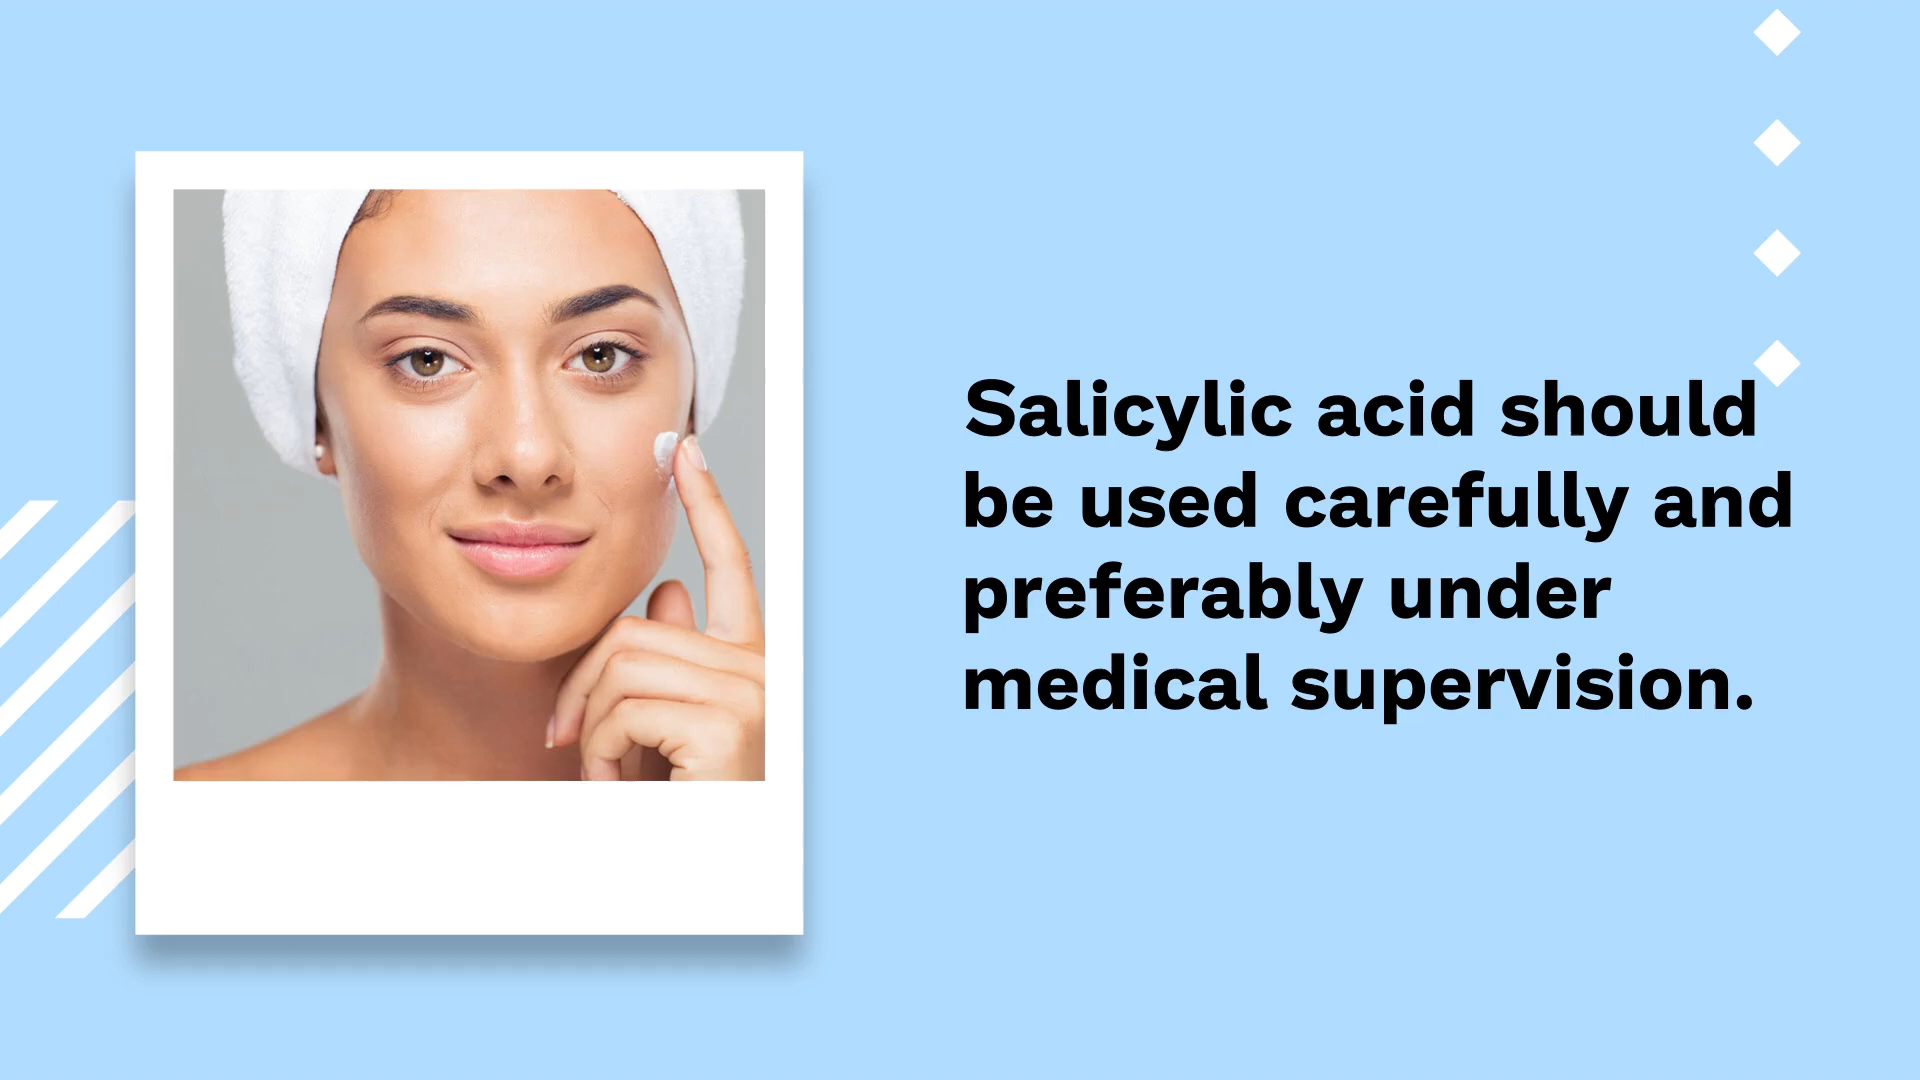 Salicylic acid should
be used carefully and
preferably under
medical supervision.